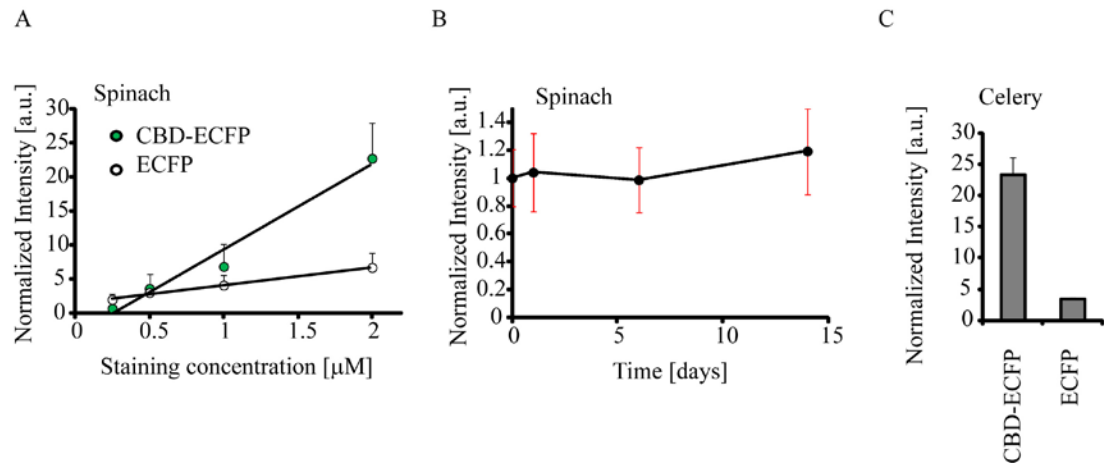 A
Spinach
Normalized Intensity [a.u.]
30
25
20
15
10
5
0
CBD-ECFP
ECFP
0.5
1
1.5
2
Staining concentration [μM]
B
Spinach
Normalized Intensity [a.u.]
1.4
1.2
1
0.8
0.6
0.4
0.2
0
0
5
10
15
Time [days]
C
Celery
Normalized Intensity [a.u.]
30
25
20
15
10
5
0
CBD-ECFP
ECFP